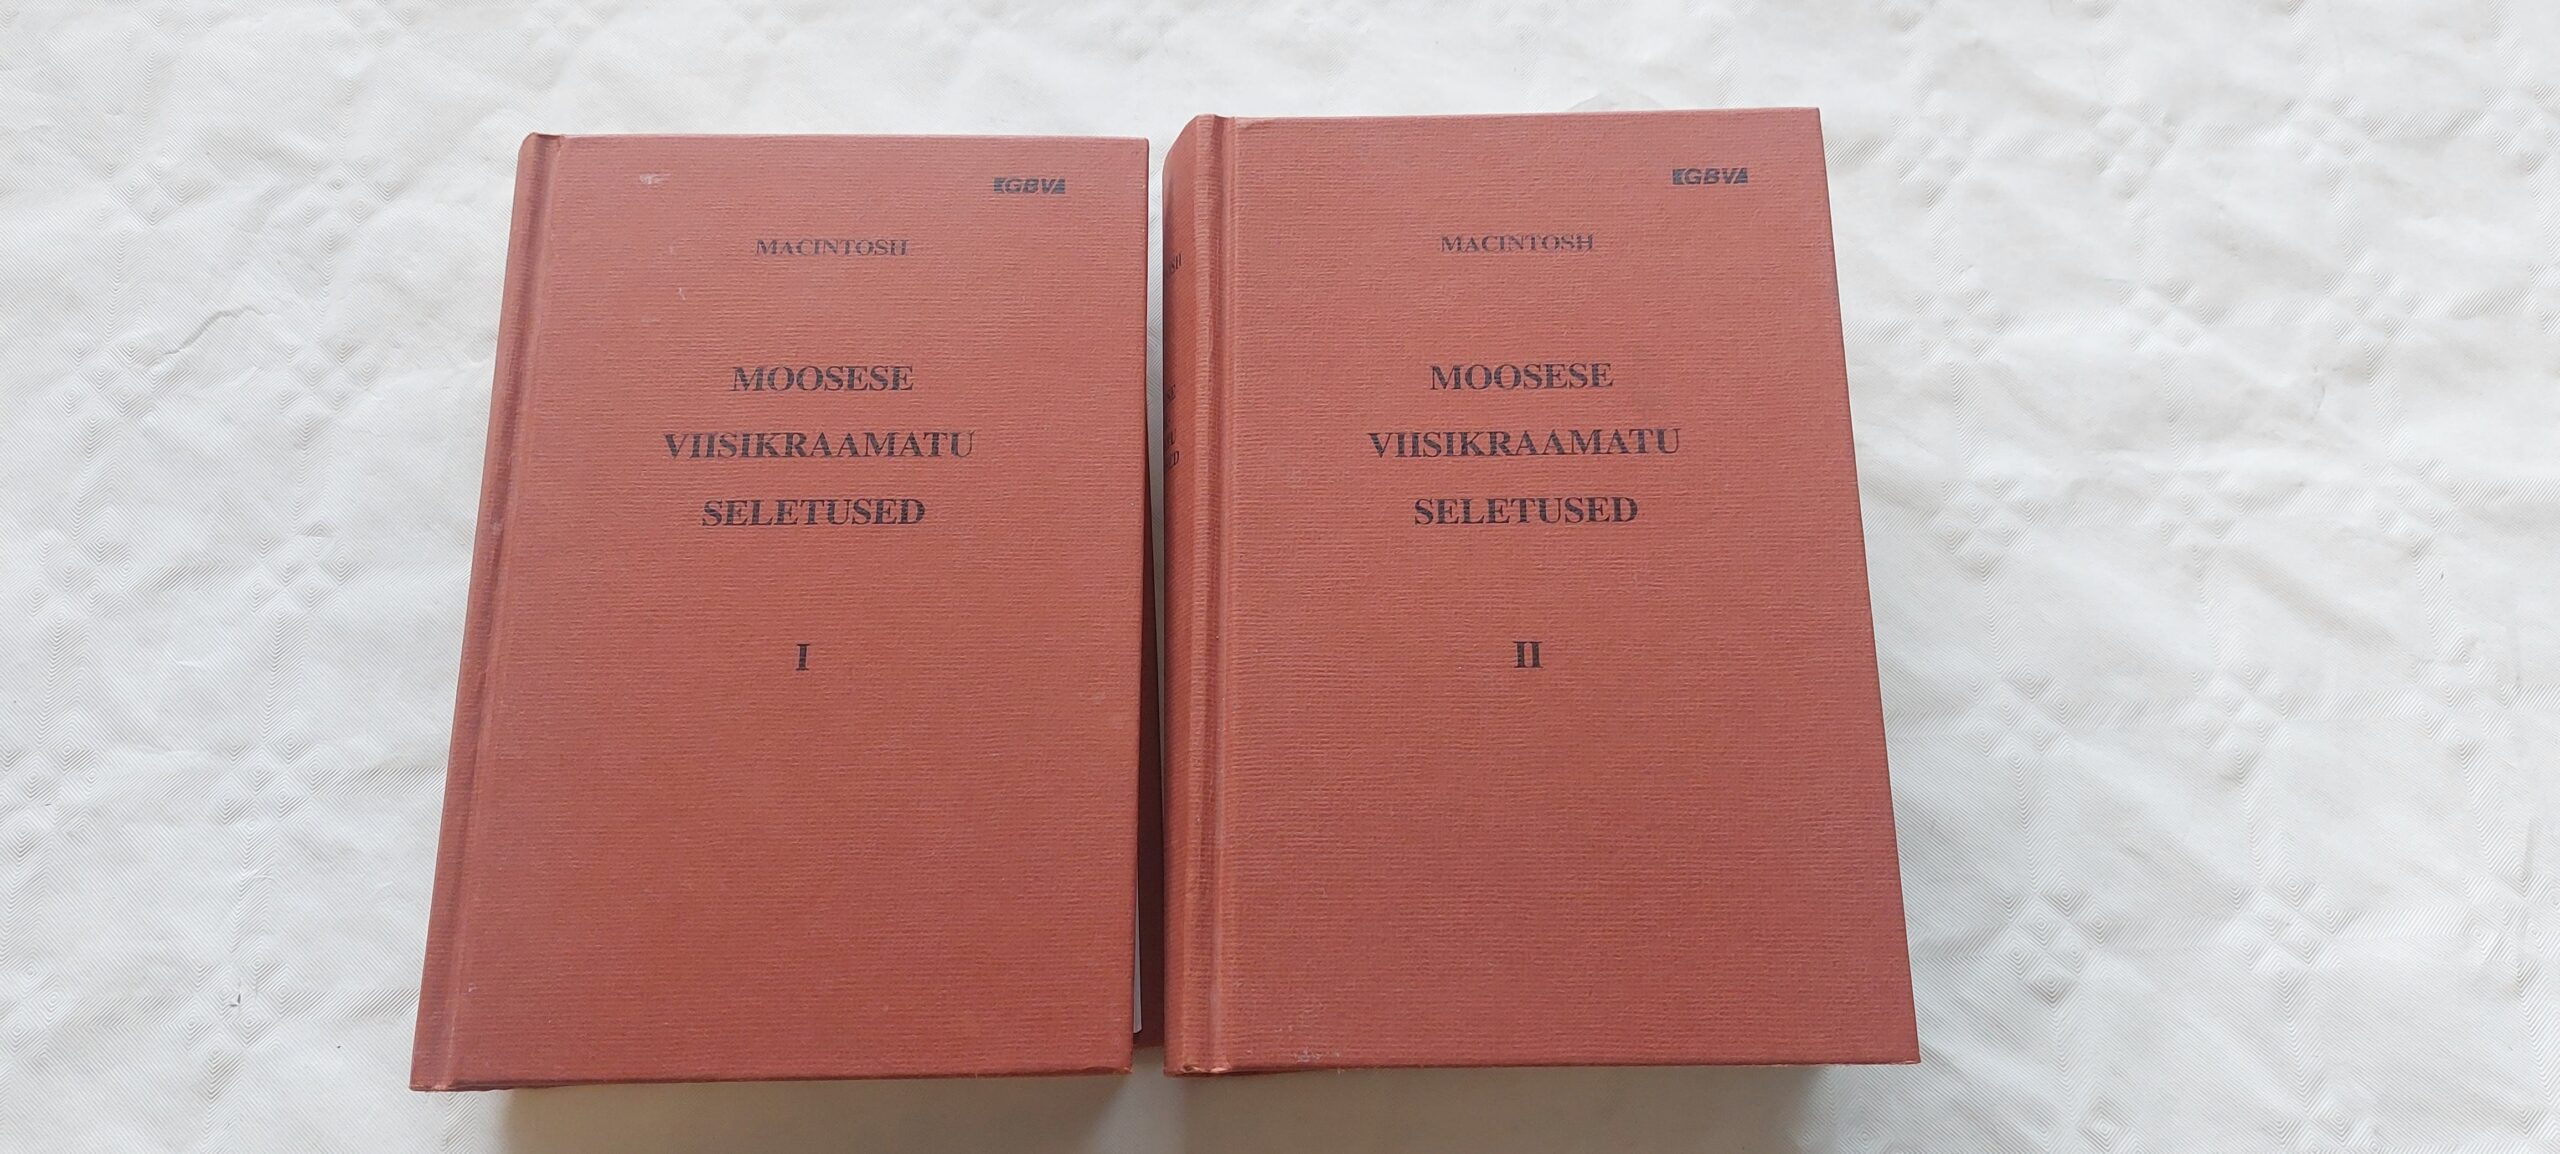 GBV
MACINTOSH
MOOSESE
VIISIKRAAMATU
SELETUSED
I
GBV
MACINTOSH
MOOSESE
VIISIKRAAMATU
SELETUSED
II